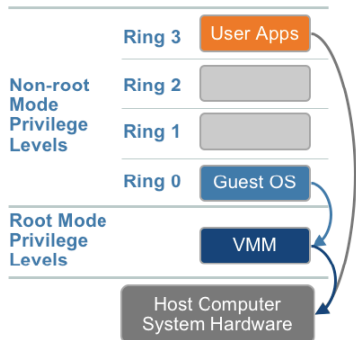 Ring 3
User Apps
Non-root
Mode
Privilege
Levels
Ring 2
Ring 1
Ring 0
Guest OS
Root Mode
Privilege
Levels
VMM
Host Computer
System Hardware